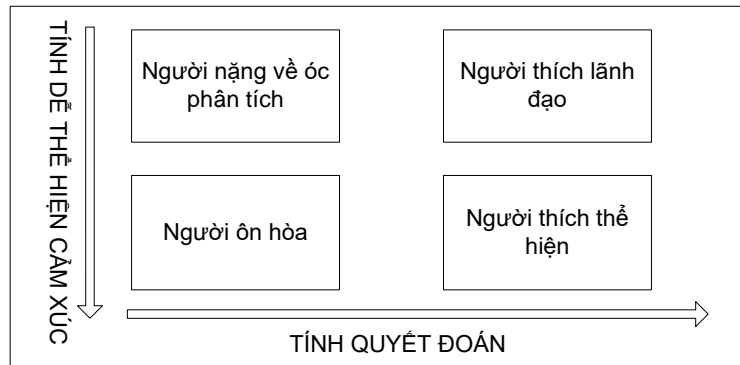 TÍNH DỄ THỂ HIỆN CẢM XÚC
Người nặng về óc
phân tích
Người thích lãnh
đạo
Người ôn hòa
Người thích thể
hiện
TÍNH QUYẾT ĐOÁN